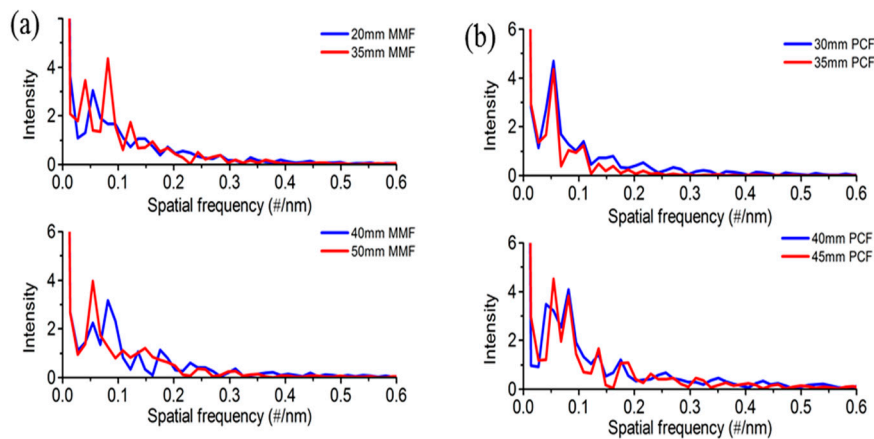 (a)
6
4
2
0
Intensity
20mm MMF
35mm MMF
0.0 0.1 0.2 0.3 0.4 0.5 0.6
Spatial frequency (#/nm)
6
4
2
0
Intensity
40mm MMF
50mm MMF
0.0 0.1 0.2 0.3 0.4 0.5 0.6
Spatial frequency (#/nm)
(b)
6
4
2
0
Intensity
30mm PCF
35mm PCF
0.0 0.1 0.2 0.3 0.4 0.5 0.6
Spatial frequency (#/nm)
6
4
2
0
Intensity
40mm PCF
45mm PCF
0.0 0.1 0.2 0.3 0.4 0.5 0.6
Spatial frequency (#/nm)